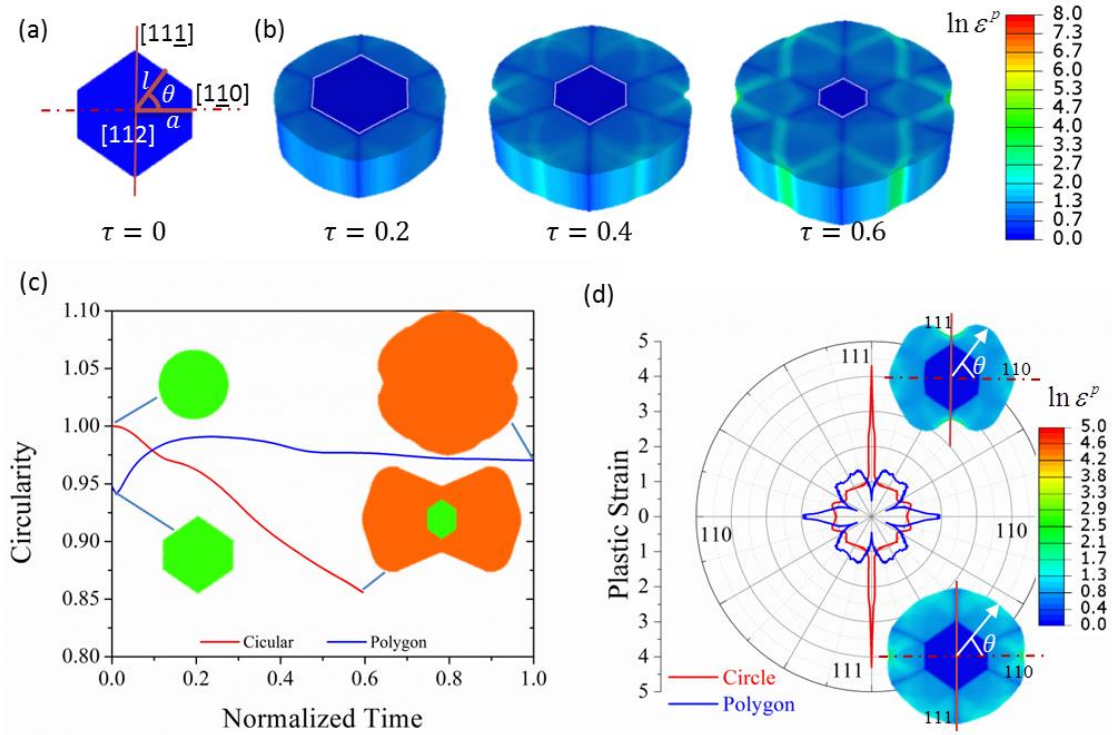 (a)
[111̲]
l
θ
[11̲0]
a
[112]
τ = 0
(b)
τ = 0.2
τ = 0.4
τ = 0.6
ln εᵖ
8.0
7.3
6.7
6.0
5.3
4.7
4.0
3.3
2.7
2.0
1.3
0.7
0.0
(c)
Circularity
1.10
1.05
1.00
0.95
0.90
0.85
0.80
Cicular
Polygon
0.0 0.2 0.4 0.6 0.8 1.0
Normalized Time
(d)
Plastic Strain
5
4
3
2
1
0
1
2
3
4
5
111
110
110
111
Circle
Polygon
111
θ
110
ln εᵖ
5.0
4.6
4.2
3.8
3.3
2.9
2.5
2.1
1.7
1.3
0.8
0.4
0.0
θ
110
111